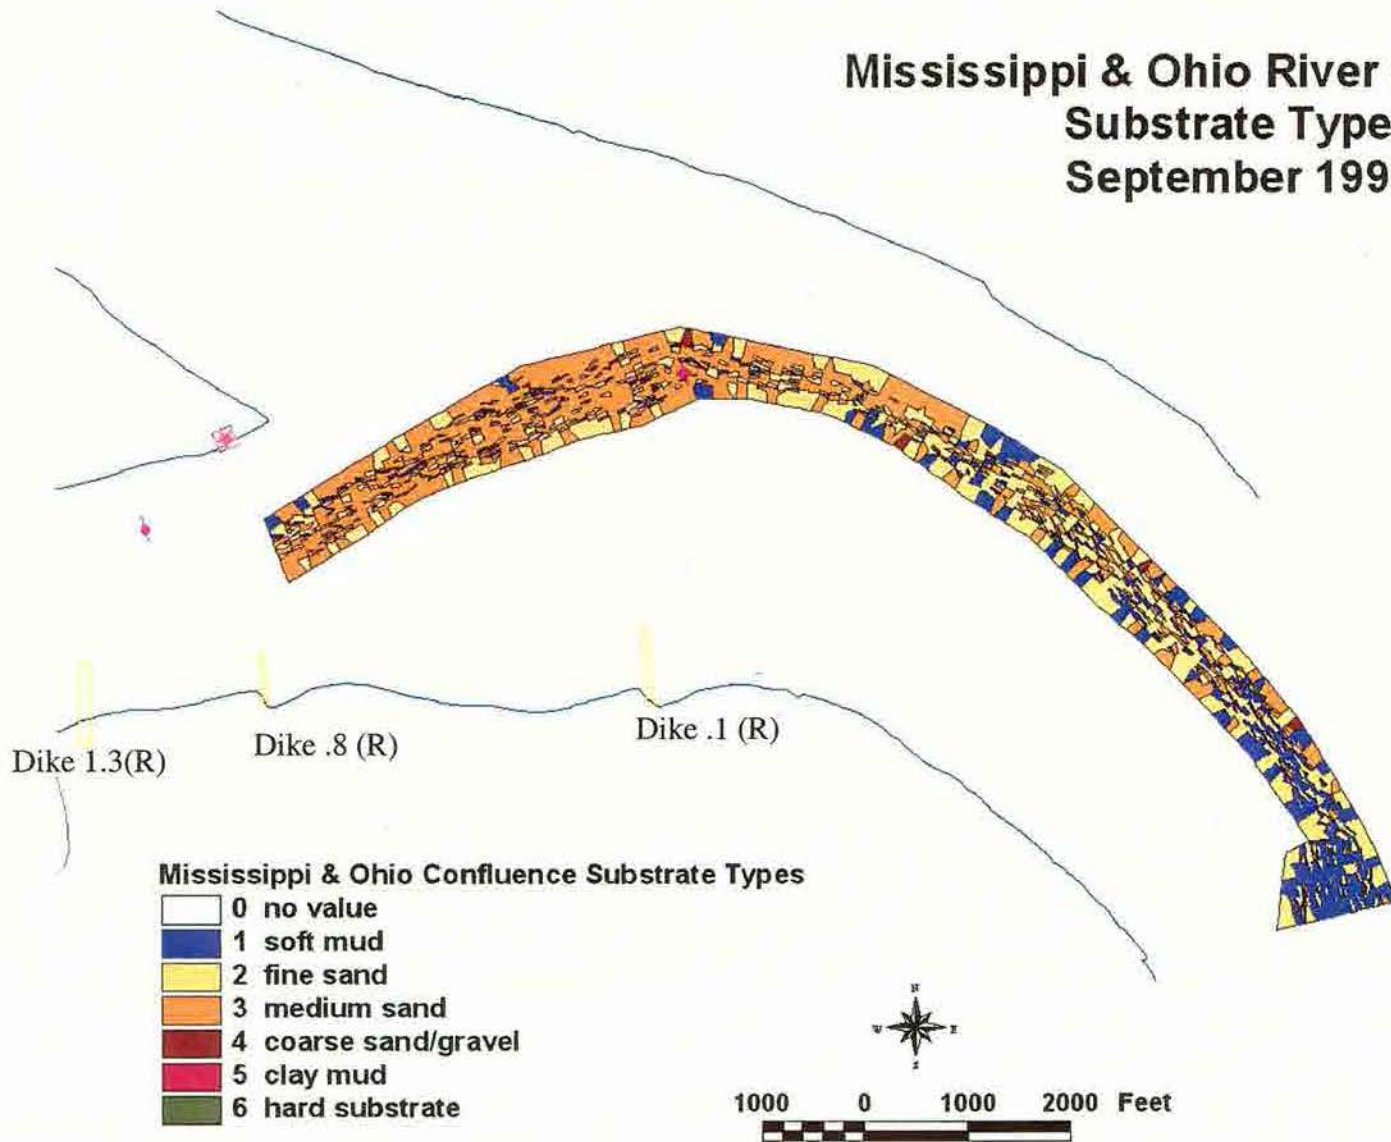 Mississippi & Ohio River
Substrate Type
September 199
Dike 1.3(R)
Dike .8 (R)
Dike .1 (R)
Mississippi & Ohio Confluence Substrate Types
0 no value
1 soft mud
2 fine sand
3 medium sand
4 coarse sand/gravel
5 clay mud
6 hard substrate
N
W E
S
1000 0 1000 2000 Feet